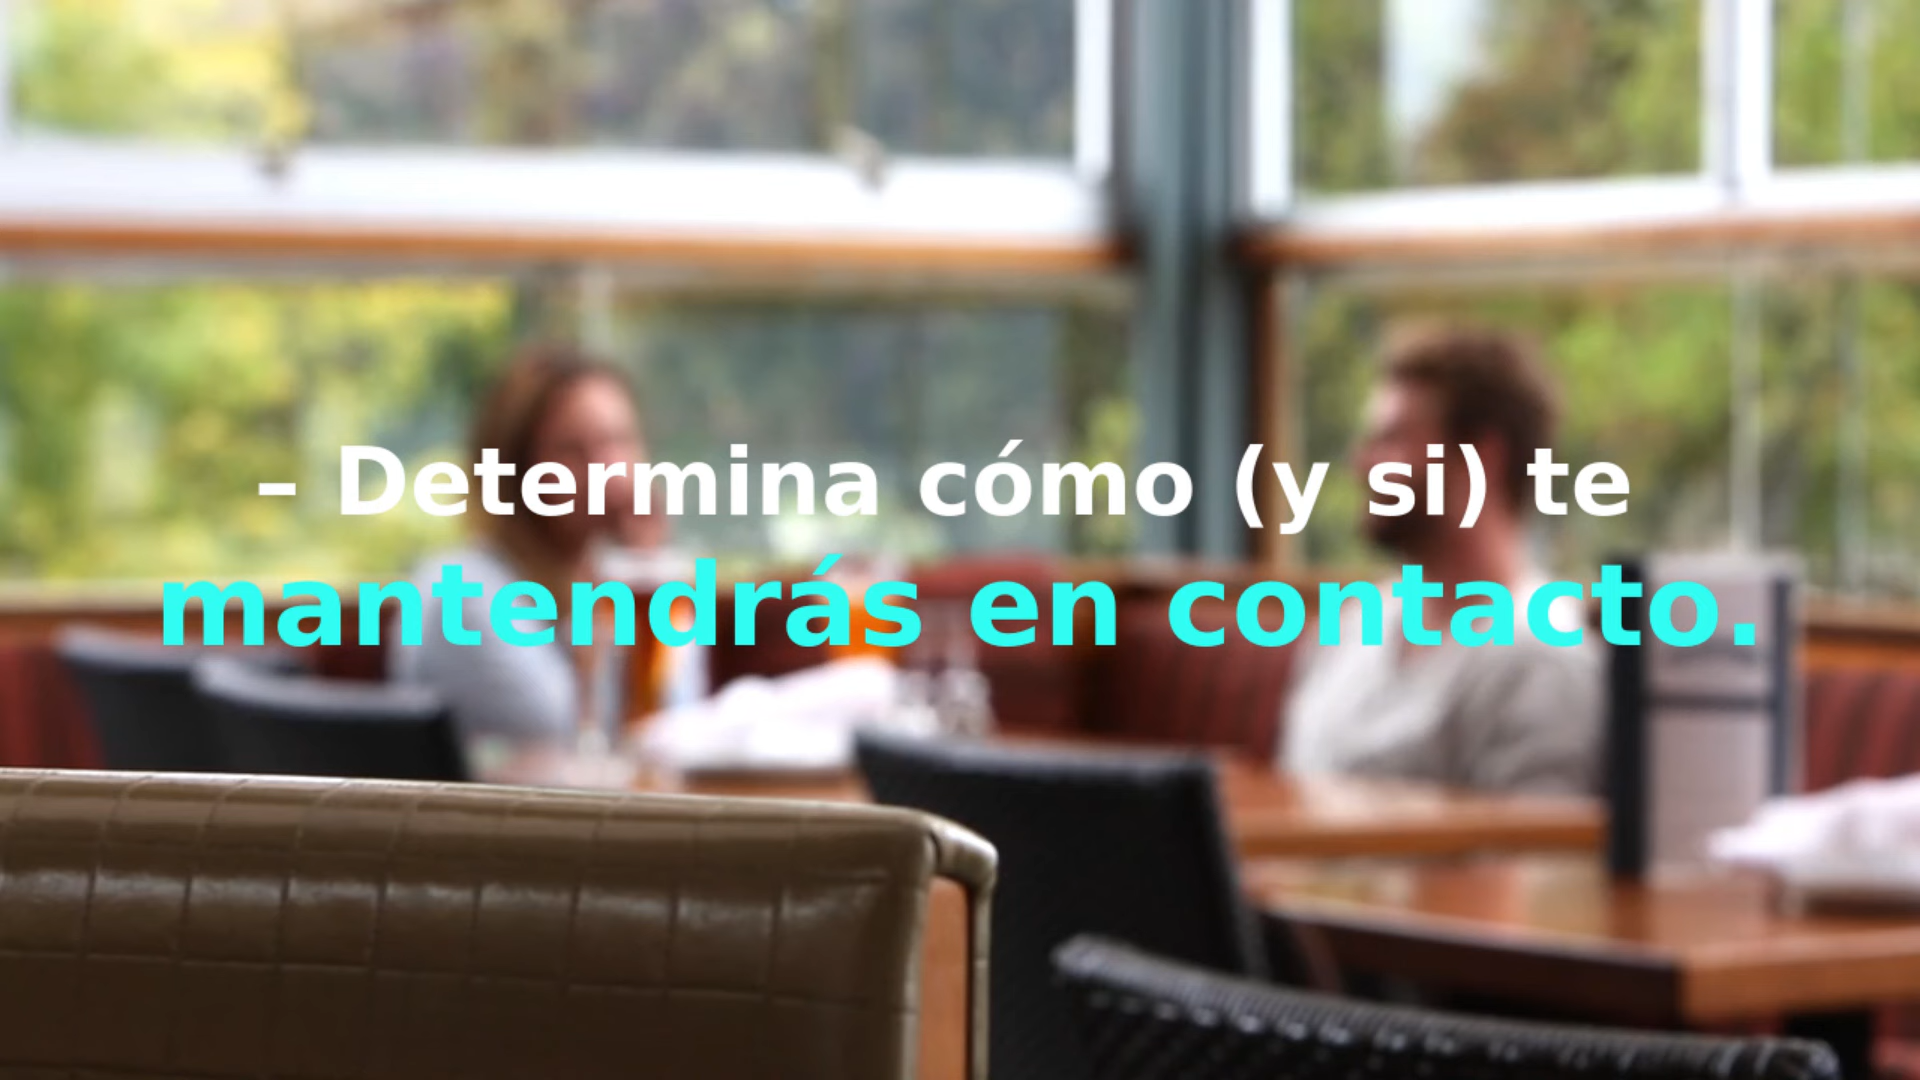 – Determina cómo (y si) te
mantendrás en contacto.